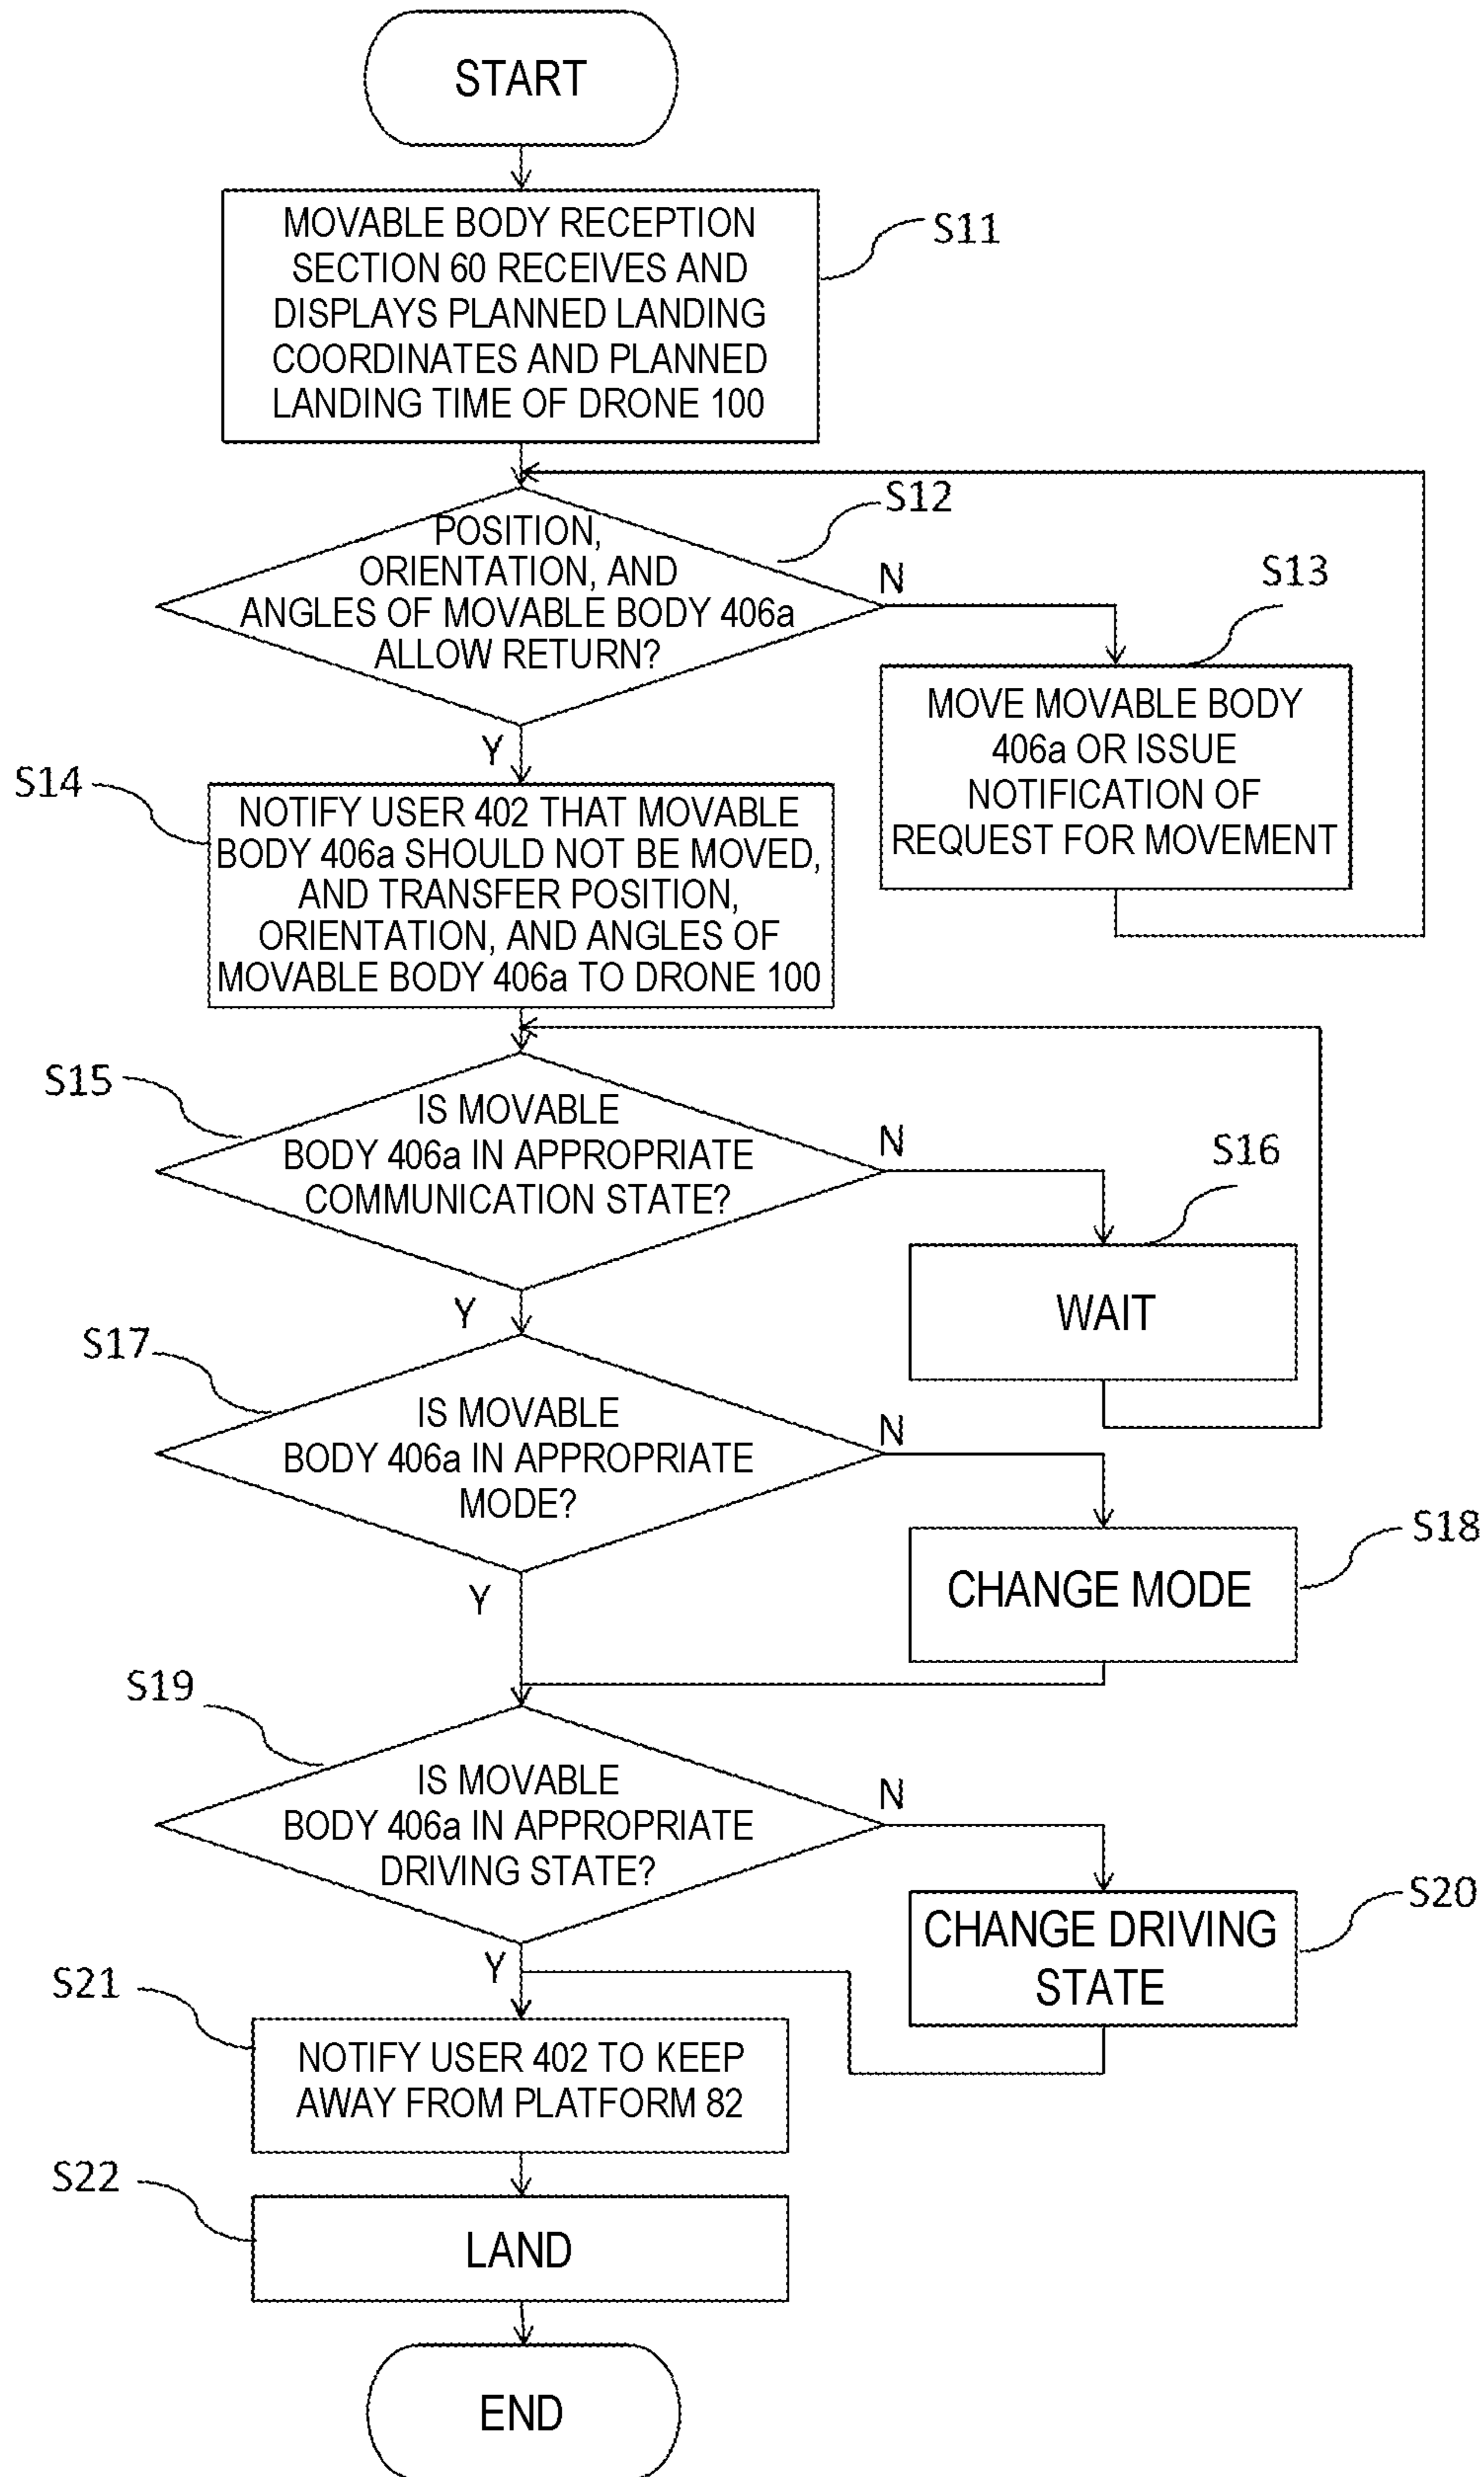 START
MOVABLE BODY RECEPTION
SECTION 60 RECEIVES AND
DISPLAYS PLANNED LANDING
COORDINATES AND PLANNED
LANDING TIME OF DRONE 100
S11
POSITION,
ORIENTATION, AND
ANGLES OF MOVABLE BODY 406a
ALLOW RETURN?
S12
N
S13
MOVE MOVABLE BODY
406a OR ISSUE
NOTIFICATION OF
REQUEST FOR MOVEMENT
Y
S14
NOTIFY USER 402 THAT MOVABLE
BODY 406a SHOULD NOT BE MOVED,
AND TRANSFER POSITION,
ORIENTATION, AND ANGLES OF
MOVABLE BODY 406a TO DRONE 100
S15
IS MOVABLE
BODY 406a IN APPROPRIATE
COMMUNICATION STATE?
N
S16
WAIT
Y
S17
IS MOVABLE
BODY 406a IN APPROPRIATE
MODE?
N
S18
CHANGE MODE
Y
S19
IS MOVABLE
BODY 406a IN APPROPRIATE
DRIVING STATE?
N
S20
CHANGE DRIVING
STATE
Y
S21
NOTIFY USER 402 TO KEEP
AWAY FROM PLATFORM 82
S22
LAND
END